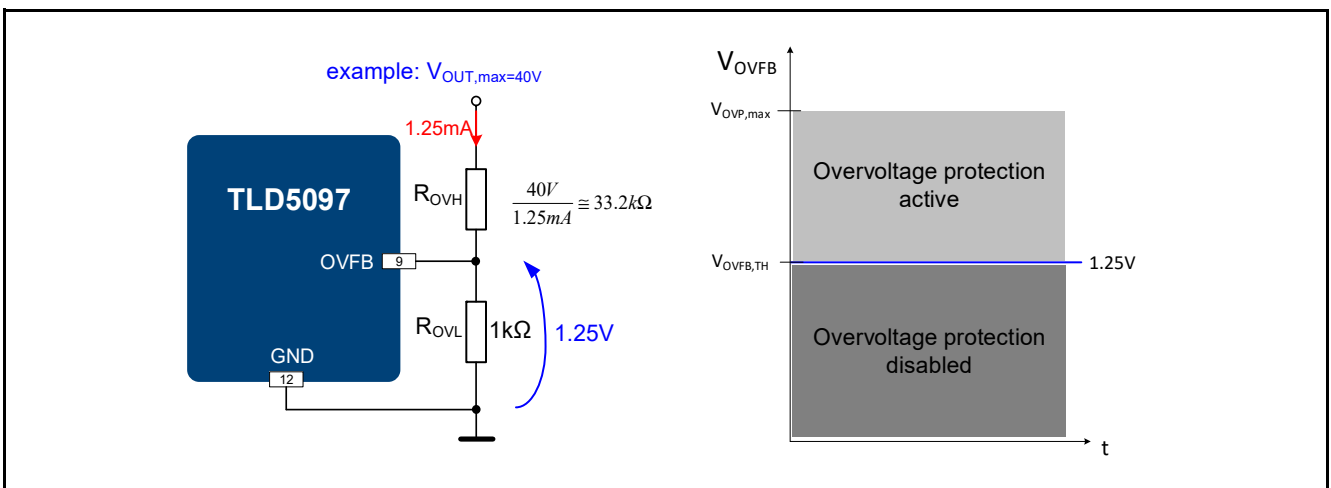 example: VOUT,max=40V
1.25mA
TLD5097
ROVH
40V
1.25mA
≅ 33.2kΩ
OVFB
9
ROVL
1kΩ
1.25V
GND
12
VOVFB
VOVP,max
Overvoltage protection
active
VOVFB,TH
1.25V
Overvoltage protection
disabled
t